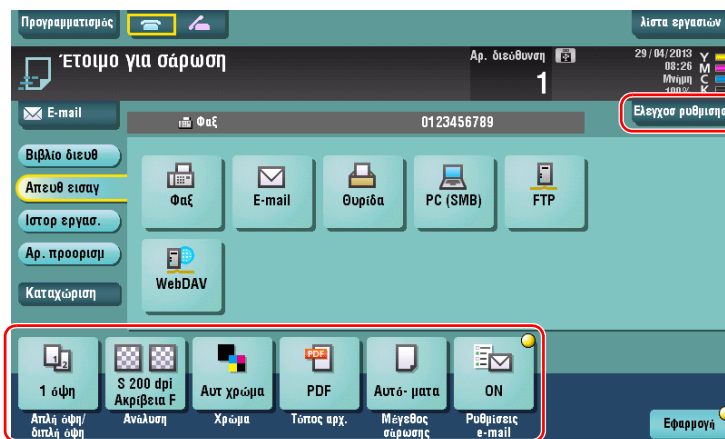 Προγραμματισμός
λίστα εργασιών
Έτοιμο για σάρωση
Αρ. διεύθυνση
1
29/04/2013
08:26
Μνήμη
100%
Y
M
C
K
E-mail
Φαξ
0123456789
Ελεγχοσ ρυθμιση
Βιβλίο διευθ
Απευθ εισαγ
Ιστορ εργασ.
Αρ. προορισμ
Καταχώριση
Φαξ
E-mail
Θυρίδα
PC (SMB)
FTP
WebDAV
1 όψη
S 200 dpi
Ακρίβεια F
Αυτ χρώμα
PDF
PDF
Αυτό- ματα
ON
Απλή όψη/
διπλή όψη
Ανάλυση
Χρώμα
Τύπος αρχ.
Μέγεθος
σάρωσης
Ρυθμίσεις
e-mail
Εφαρμογή